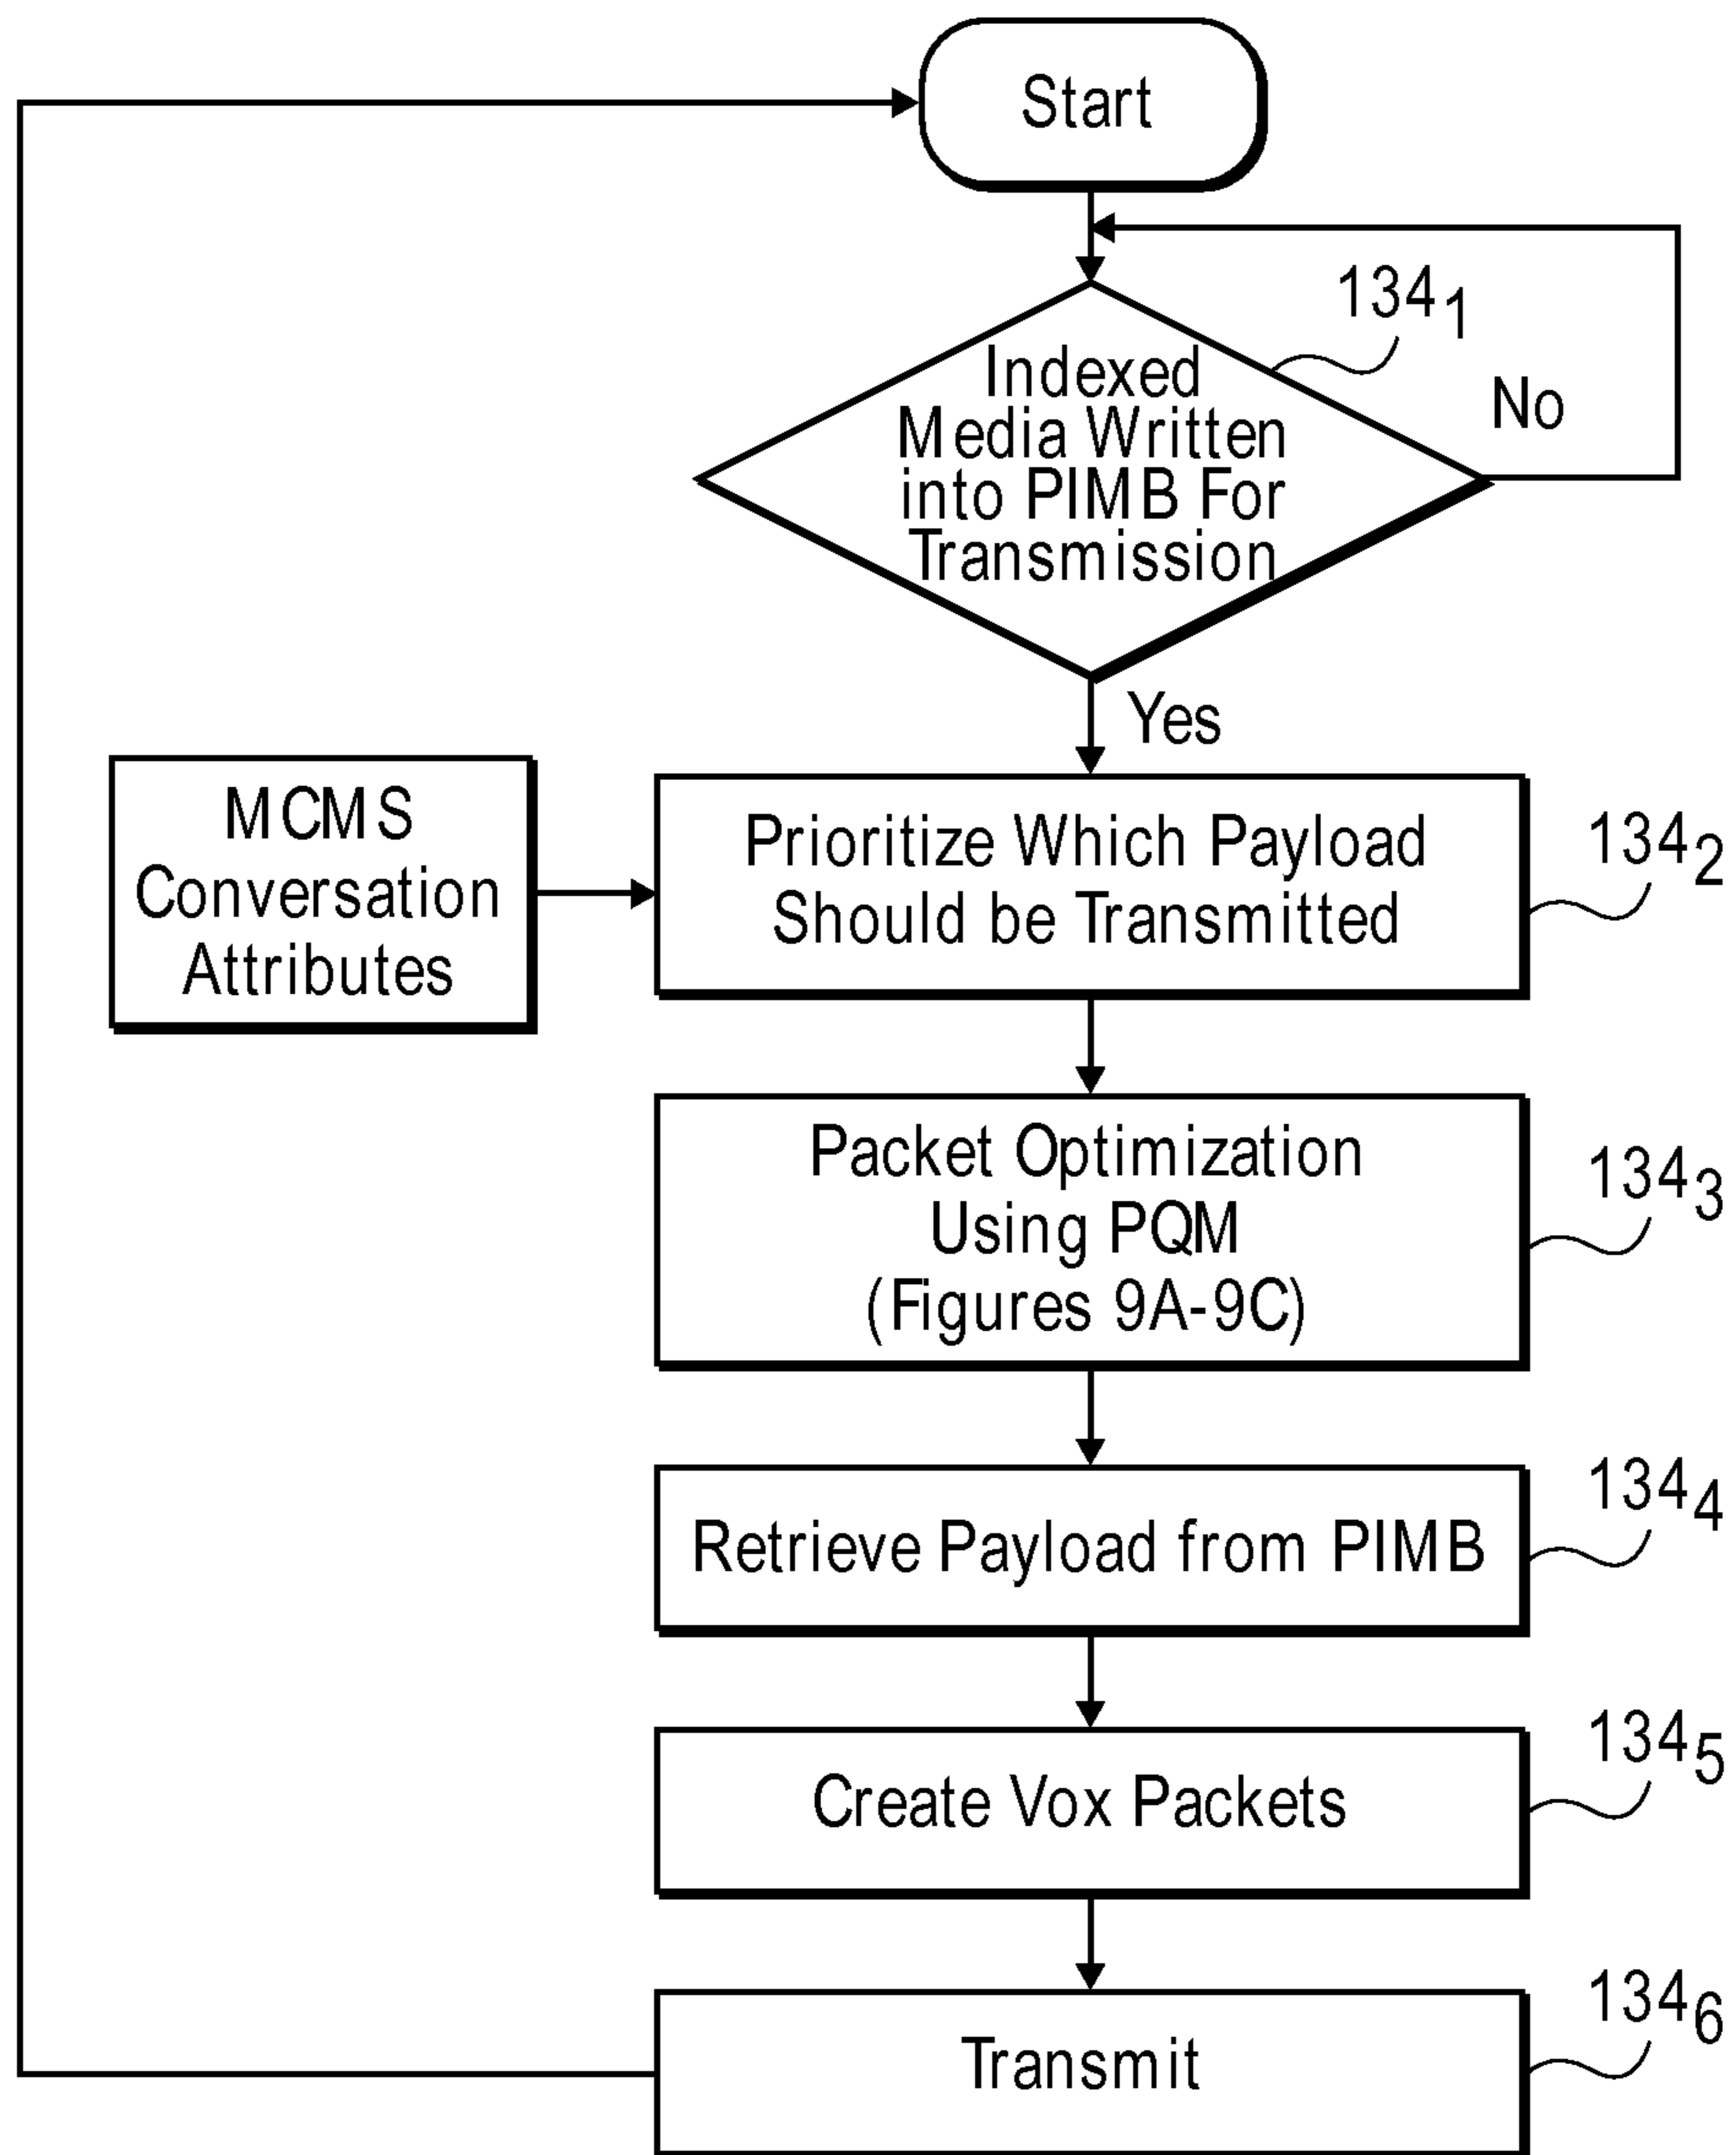 Start
134₁
Indexed
Media Written
into PIMB For
Transmission
No
Yes
MCMS
Conversation
Attributes
Prioritize Which Payload
Should be Transmitted
134₂
Packet Optimization
Using PQM
(Figures 9A-9C)
134₃
Retrieve Payload from PIMB
134₄
Create Vox Packets
134₅
Transmit
134₆